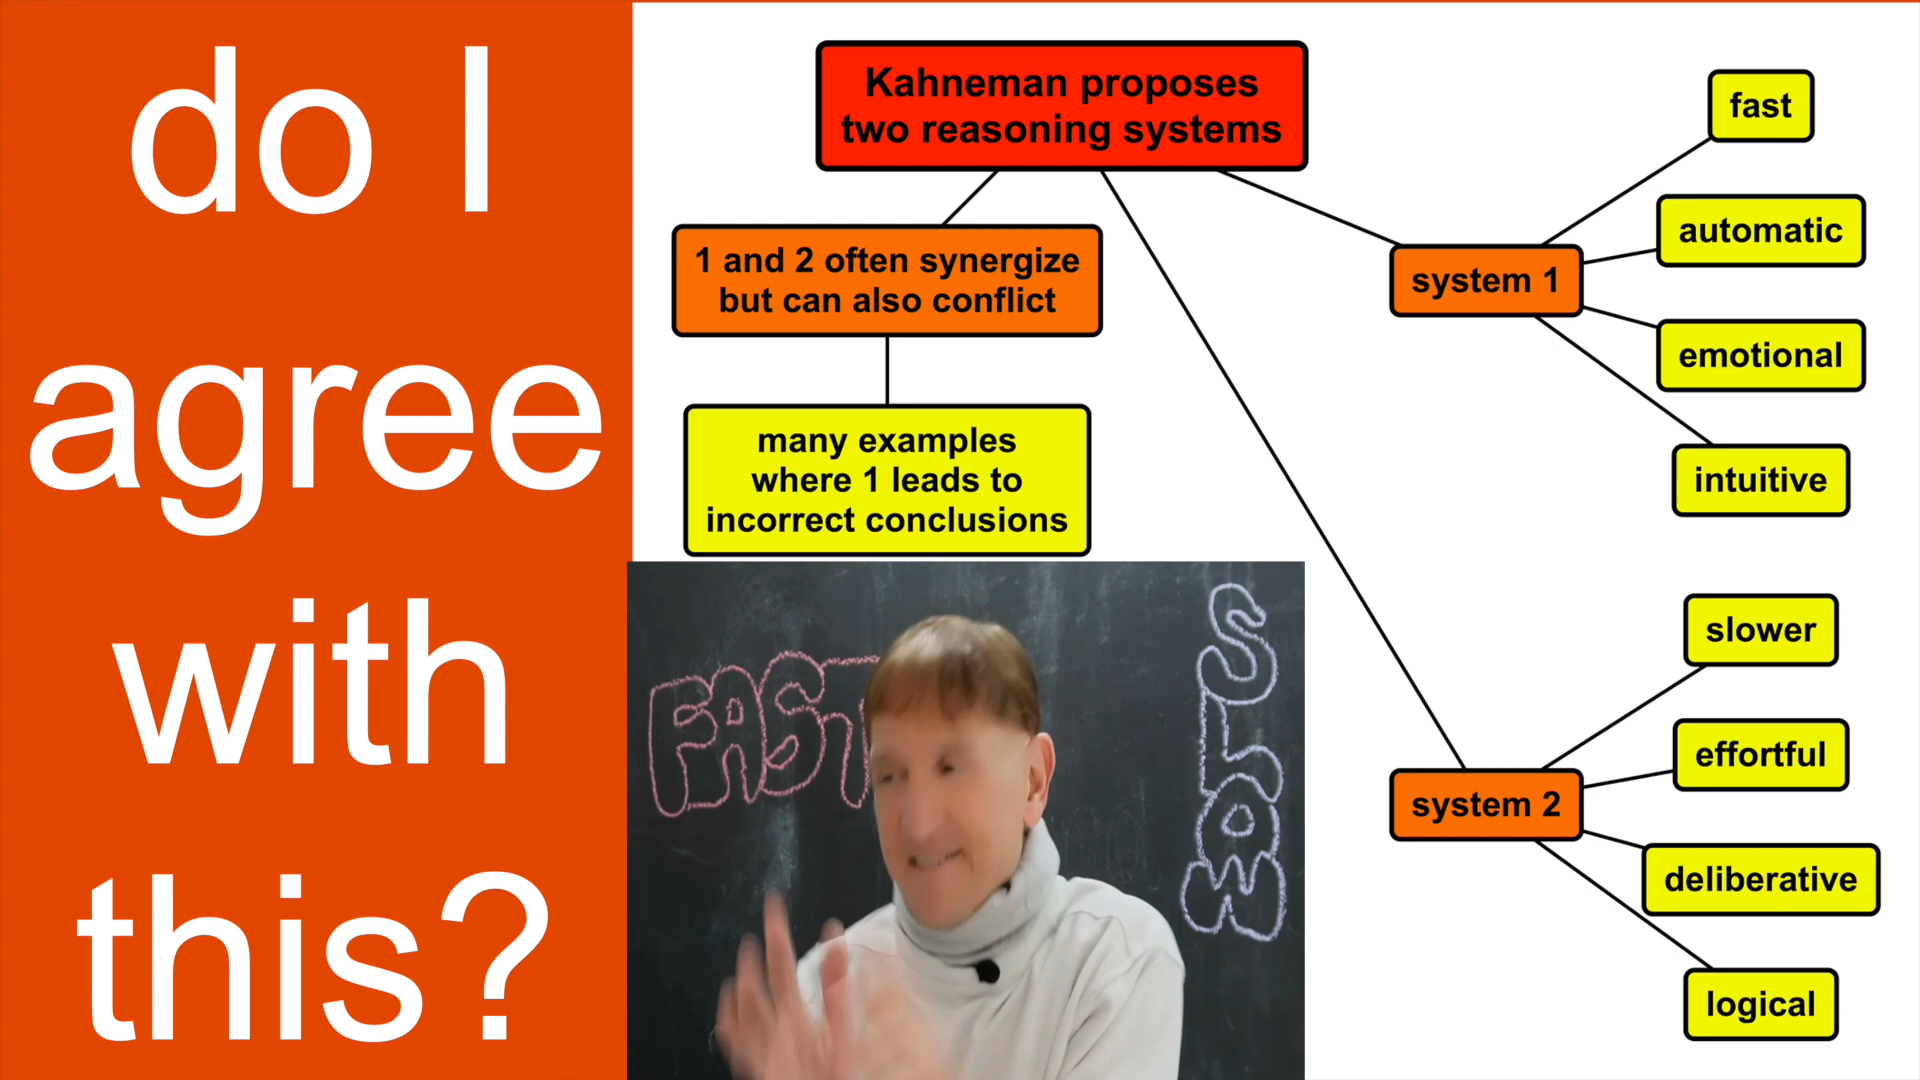 do I
agree
with
this?
Kahneman proposes
two reasoning systems
1 and 2 often synergize
but can also conflict
many examples
where 1 leads to
incorrect conclusions
system 1
fast
automatic
emotional
intuitive
system 2
slower
effortful
deliberative
logical
FAST
SLOW